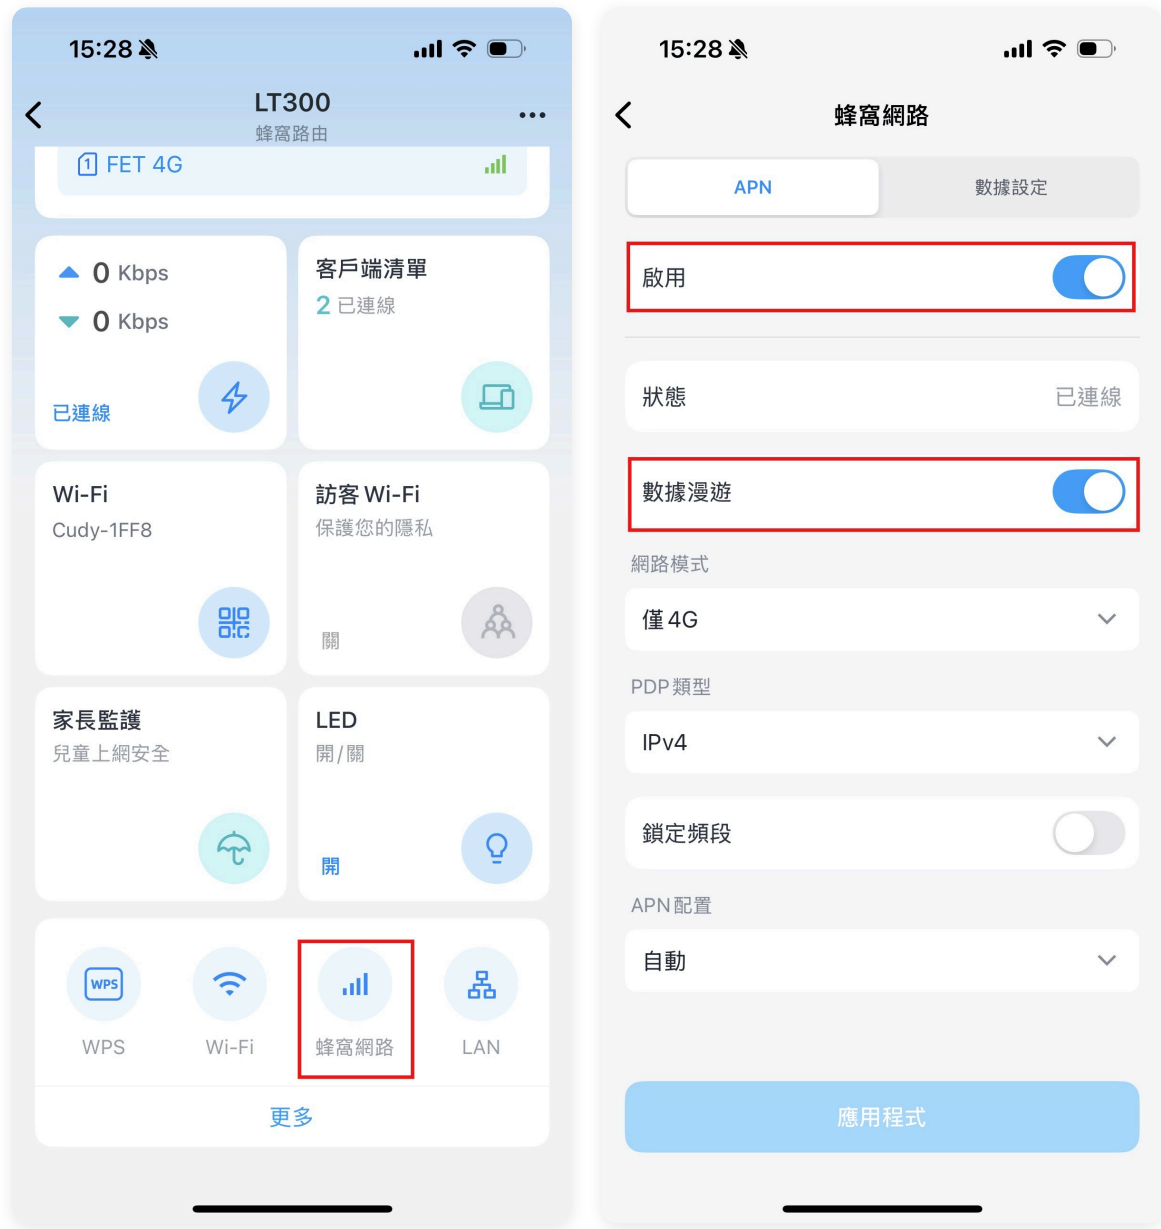 15:28
LT300
蜂窩路由
1 FET 4G
0 Kbps
0 Kbps
已連線
客戶端清單
2 已連線
Wi-Fi
Cudy-1FF8
訪客 Wi-Fi
保護您的隱私
關
家長監護
兒童上網安全
LED
開/關
開
WPS
WPS
Wi-Fi
蜂窩網路
LAN
更多
15:28
蜂窩網路
APN
數據設定
啟用
狀態
已連線
數據漫遊
網路模式
僅 4G
PDP 類型
IPv4
鎖定頻段
APN 配置
自動
應用程式